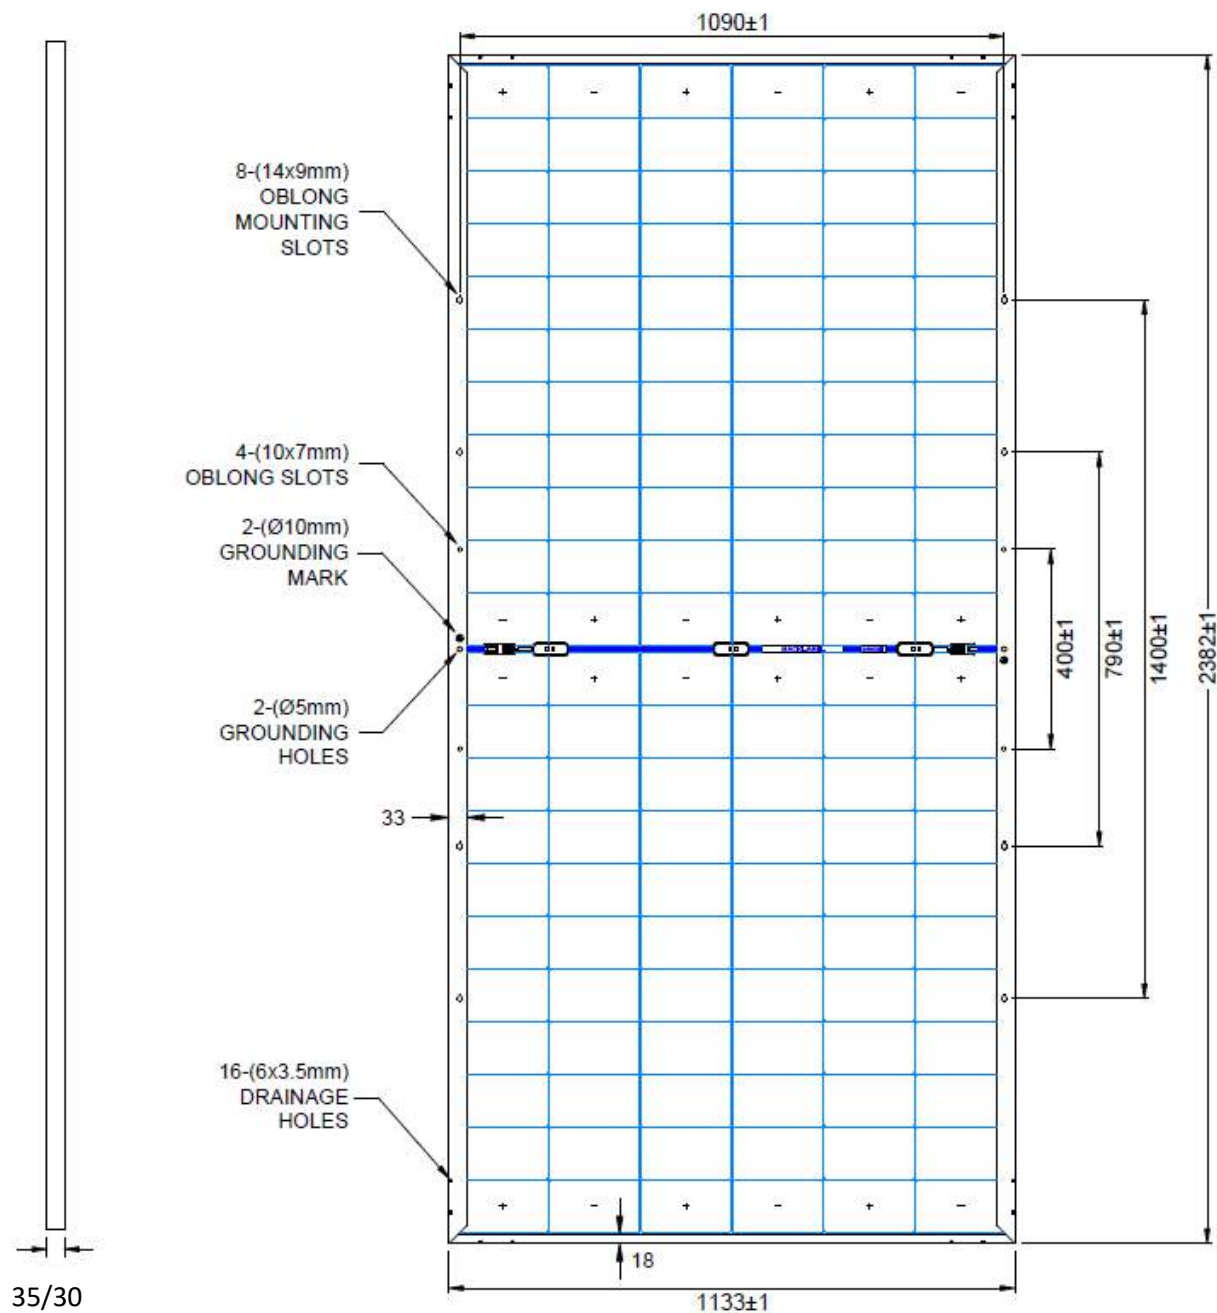 1090±1
+ - + - + -
8-(14x9mm)
OBLONG
MOUNTING
SLOTS
4-(10x7mm)
OBLONG SLOTS
2-(Ø10mm)
GROUNDING
MARK
- + - + - +
- + - + - +
2-(Ø5mm)
GROUNDING
HOLES
400±1
790±1
1400±1
2382±1
33
16-(6x3.5mm)
DRAINAGE
HOLES
+ - + - + -
18
35/30
1133±1